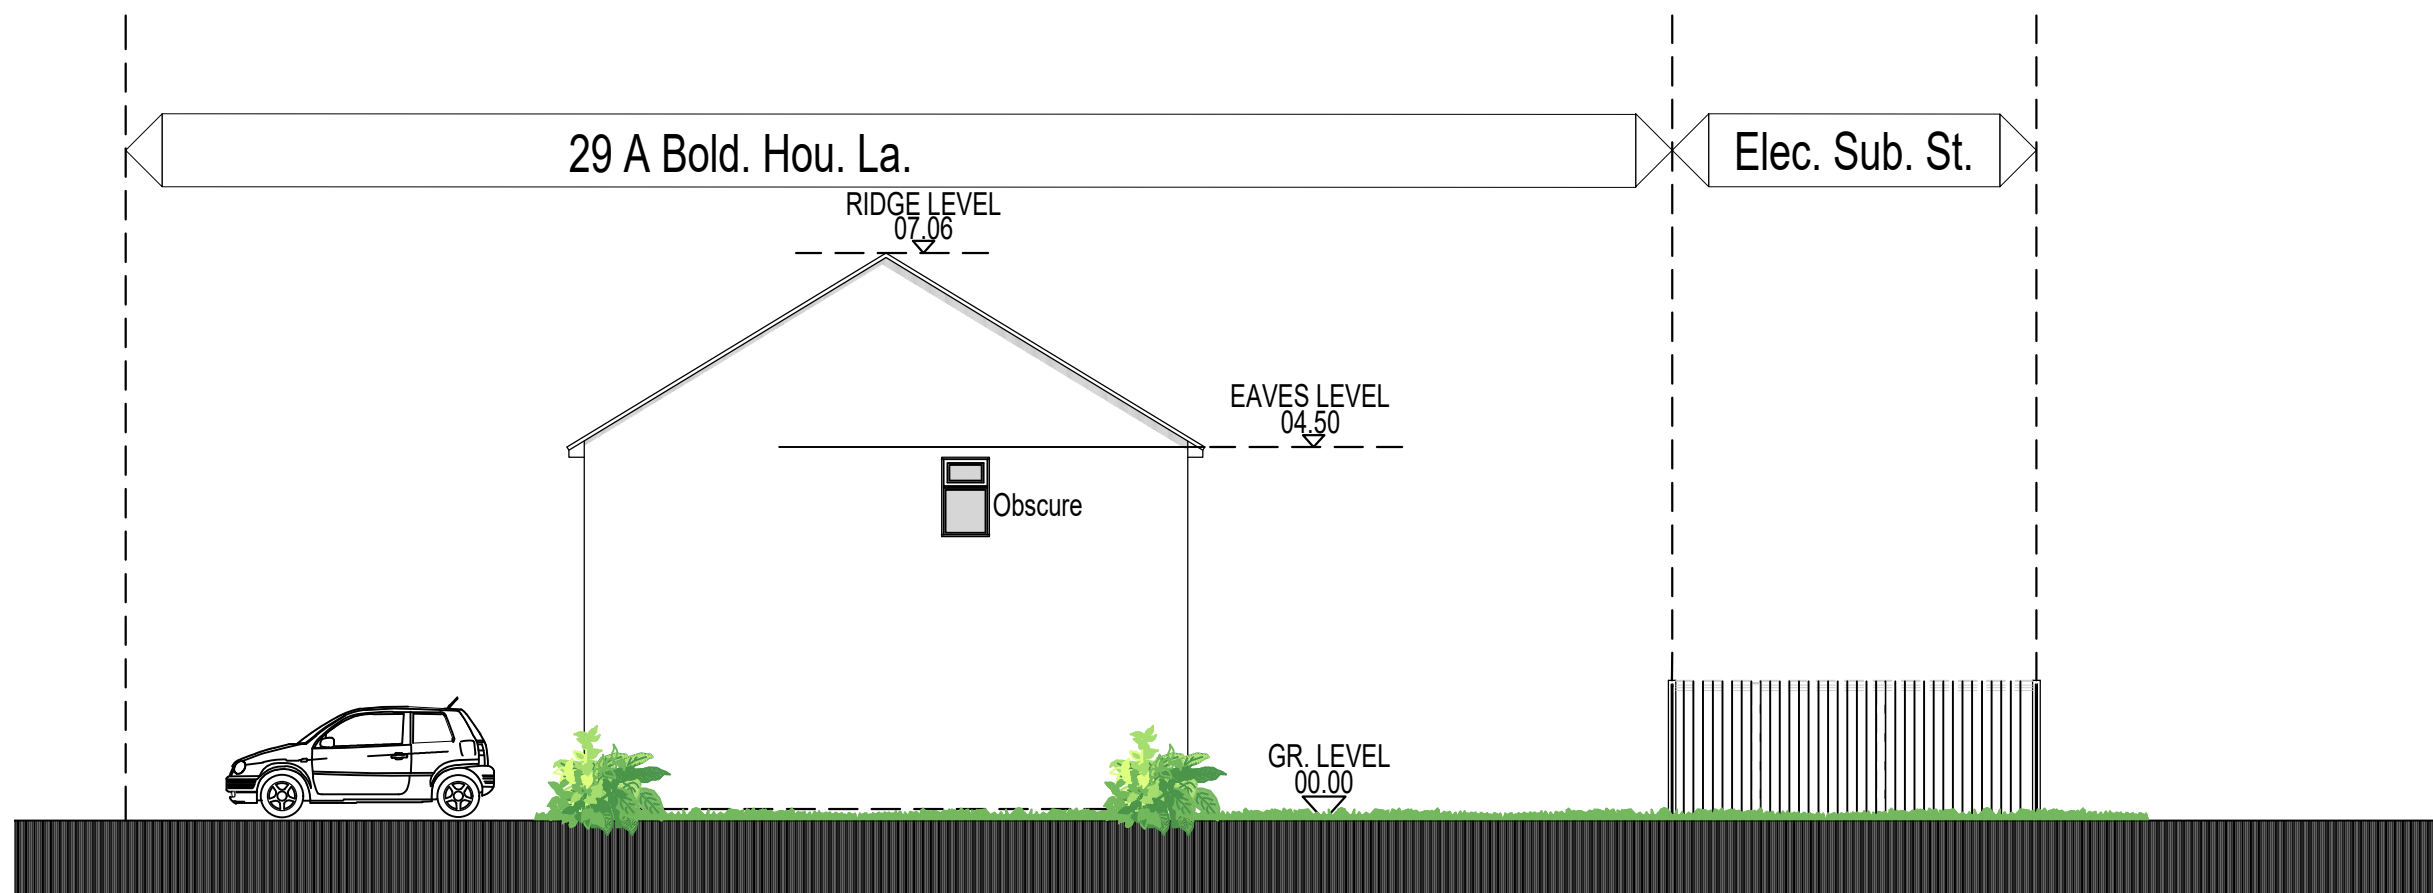 29 A Bold. Hou. La.
Elec. Sub. St.
RIDGE LEVEL
07.06
EAVES LEVEL
04.50
Obscure
GR. LEVEL
00.00